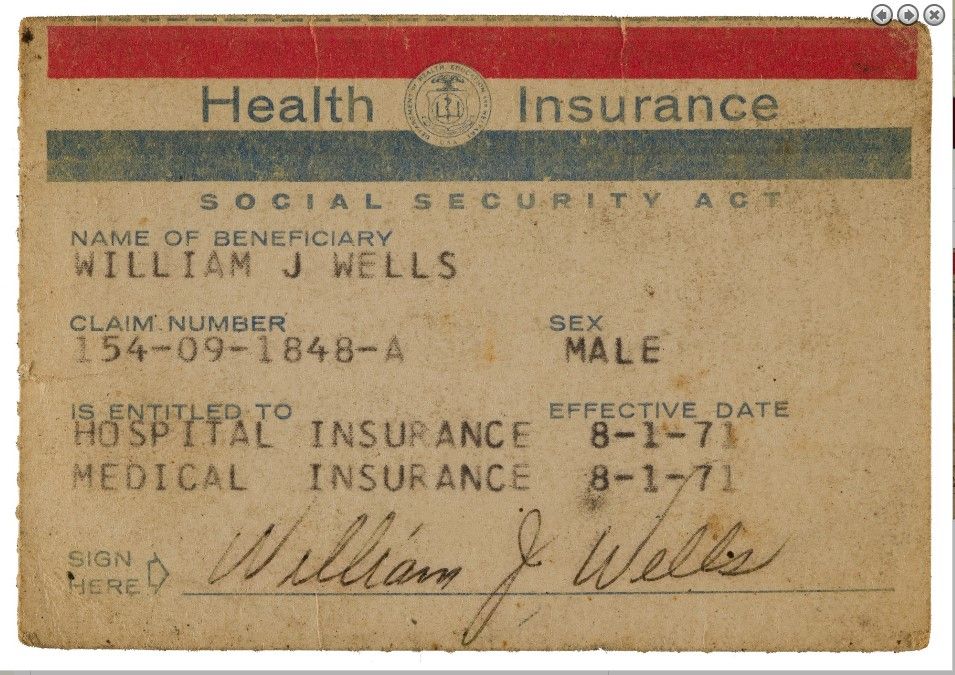 Health Insurance
SOCIAL SECURITY ACT
NAME OF BENEFICIARY
WILLIAM J WELLS
CLAIM NUMBER SEX
154-09-1848-A MALE
IS ENTITLED TO EFFECTIVE DATE
HOSPITAL INSURANCE 8-1-71
MEDICAL INSURANCE 8-1-71
William J. Wells
SIGN
HERE